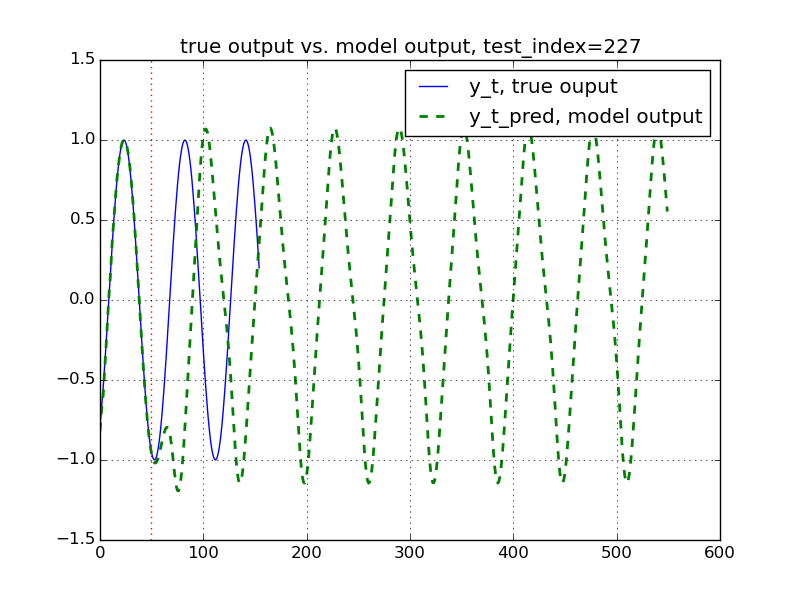 true output vs. model output, test_index=227
y_t, true ouput
y_t_pred, model output
1.5
1.0
0.5
0.0
−0.5
−1.0
−1.5
0 100 200 300 400 500 600